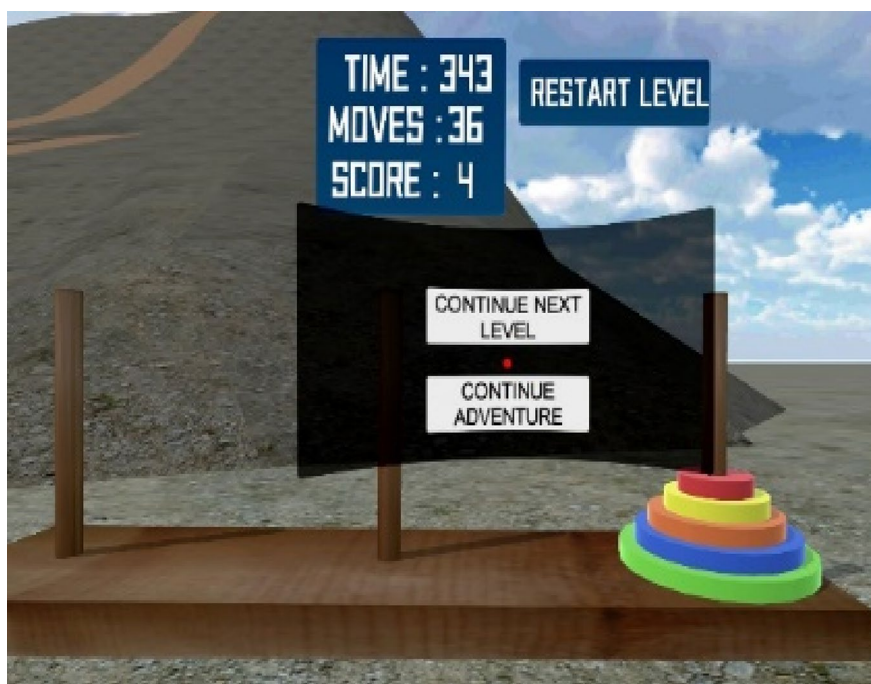 TIME : 343
MOVES :36
SCORE : 4
RESTART LEVEL
CONTINUE NEXT
LEVEL
CONTINUE
ADVENTURE